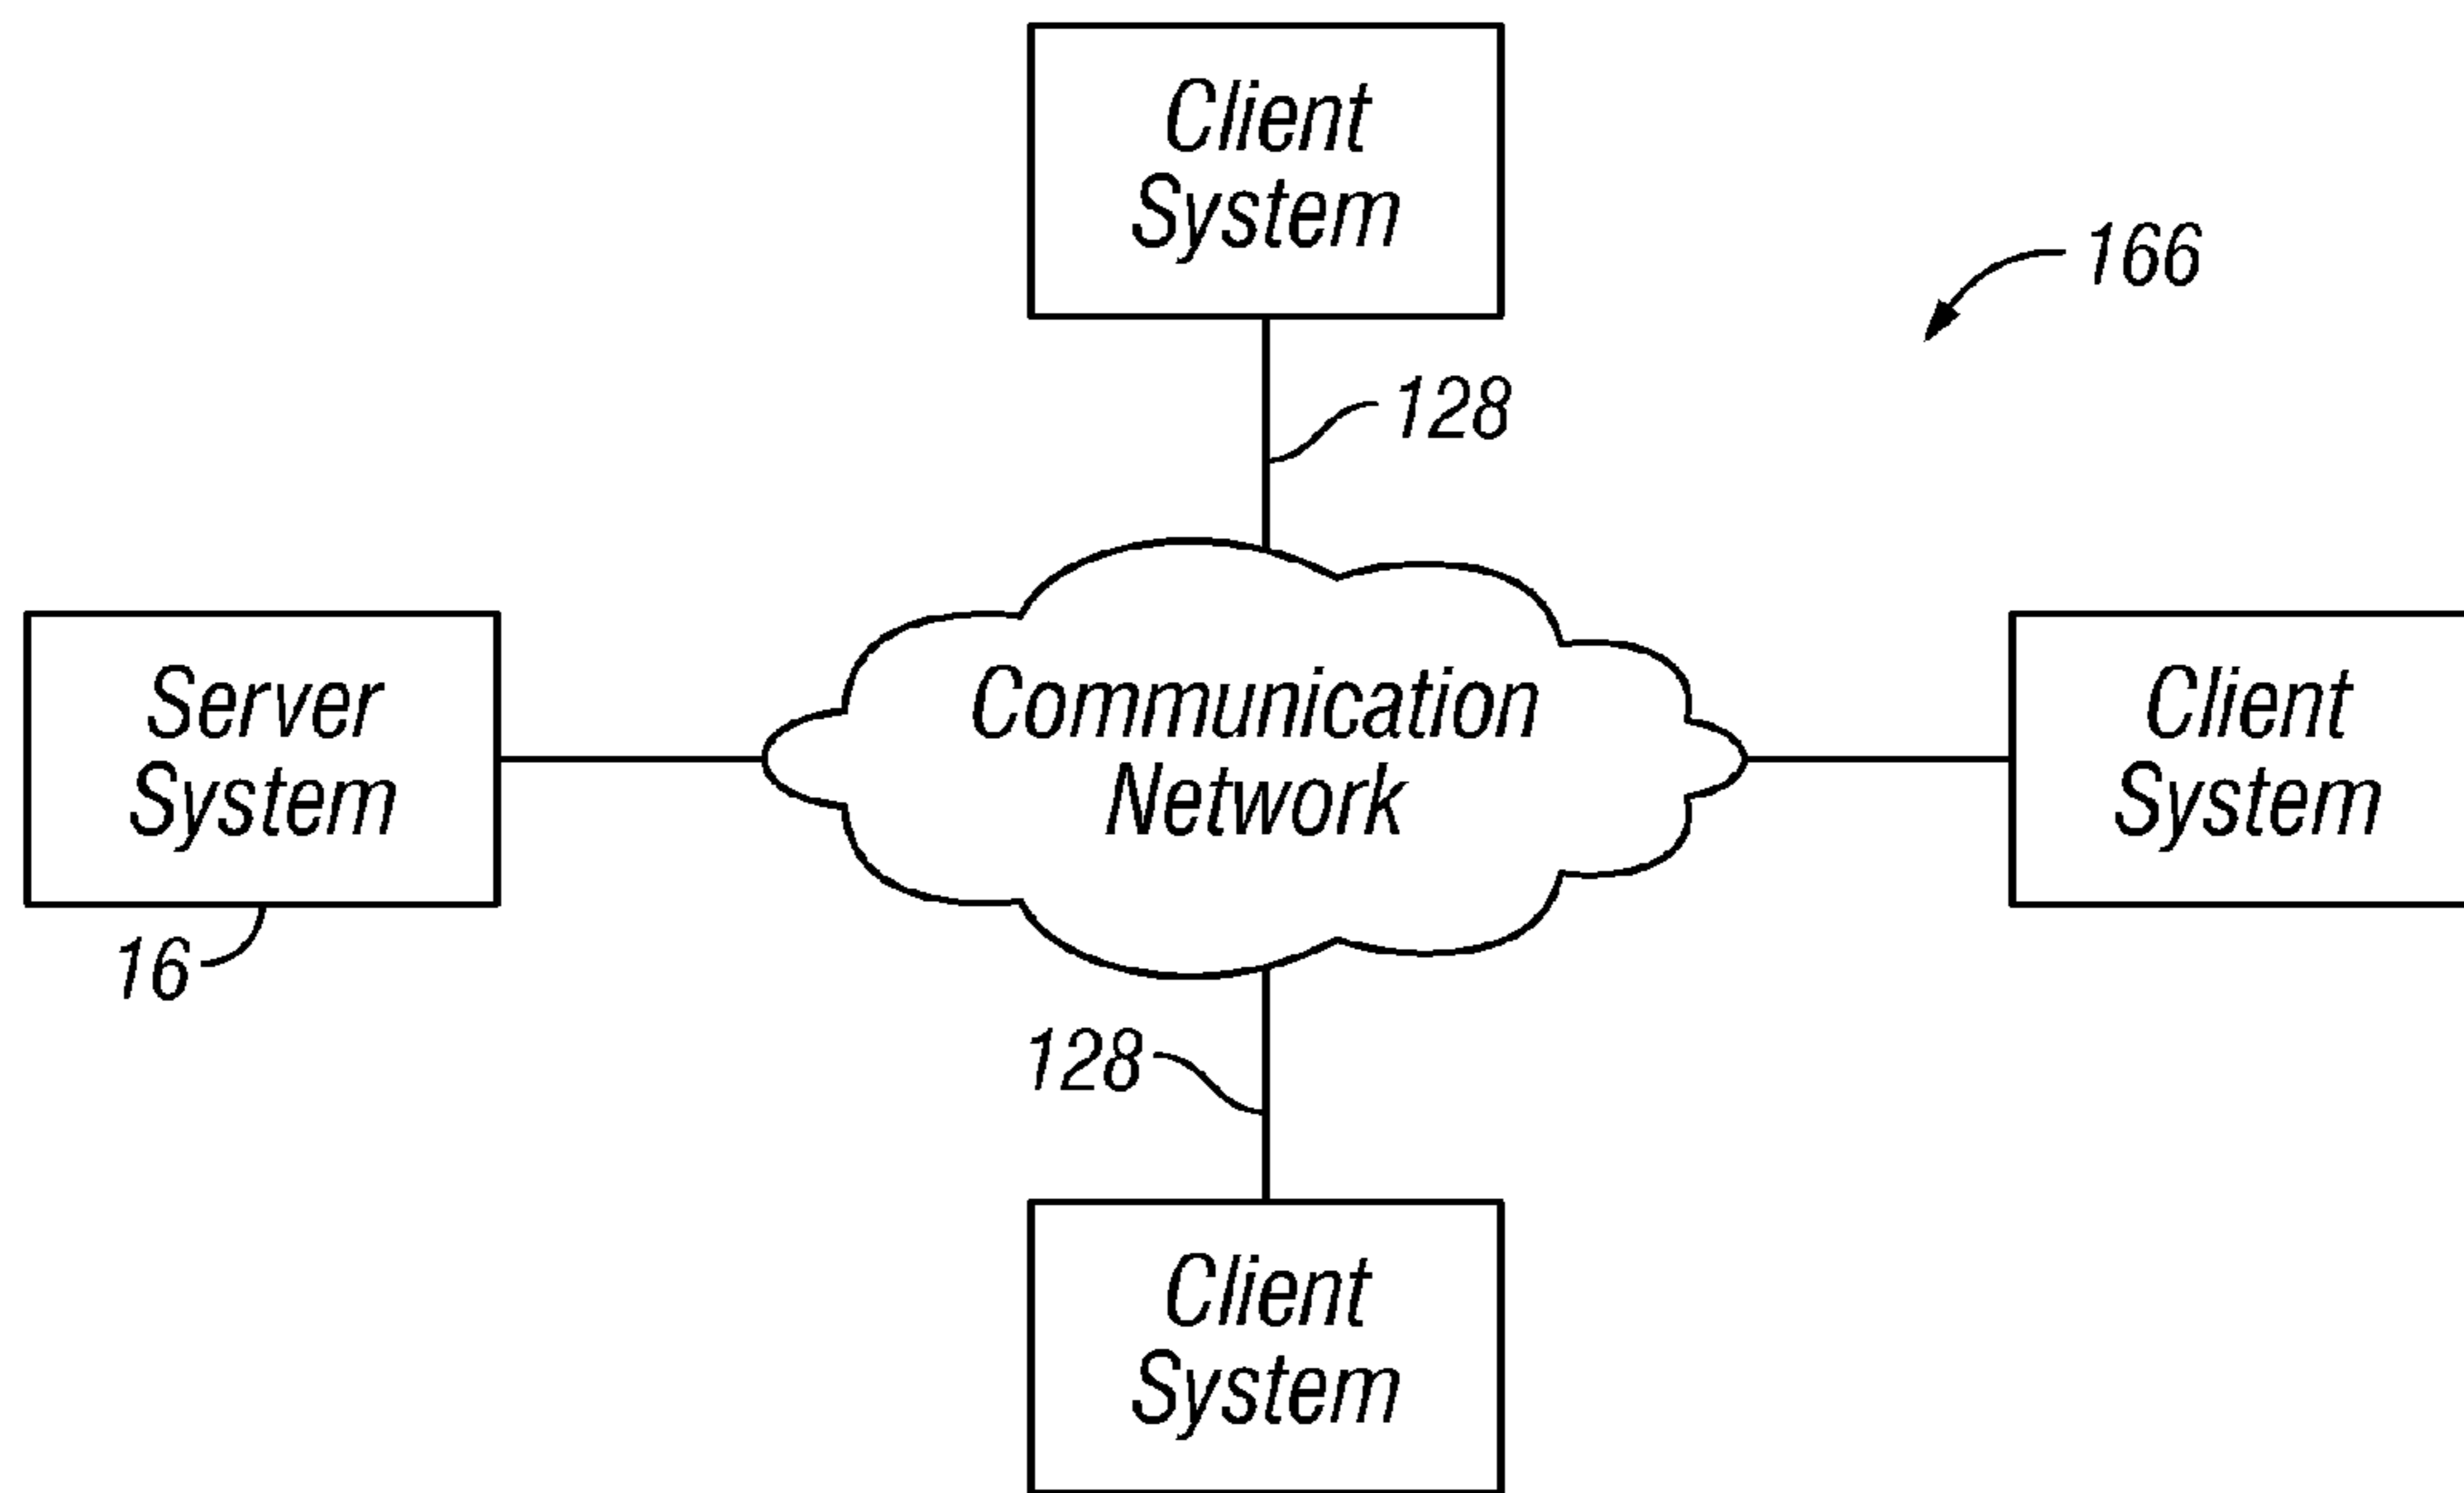 Client
System
166
128
Server
System
Communication
Network
Client
System
16
128
Client
System